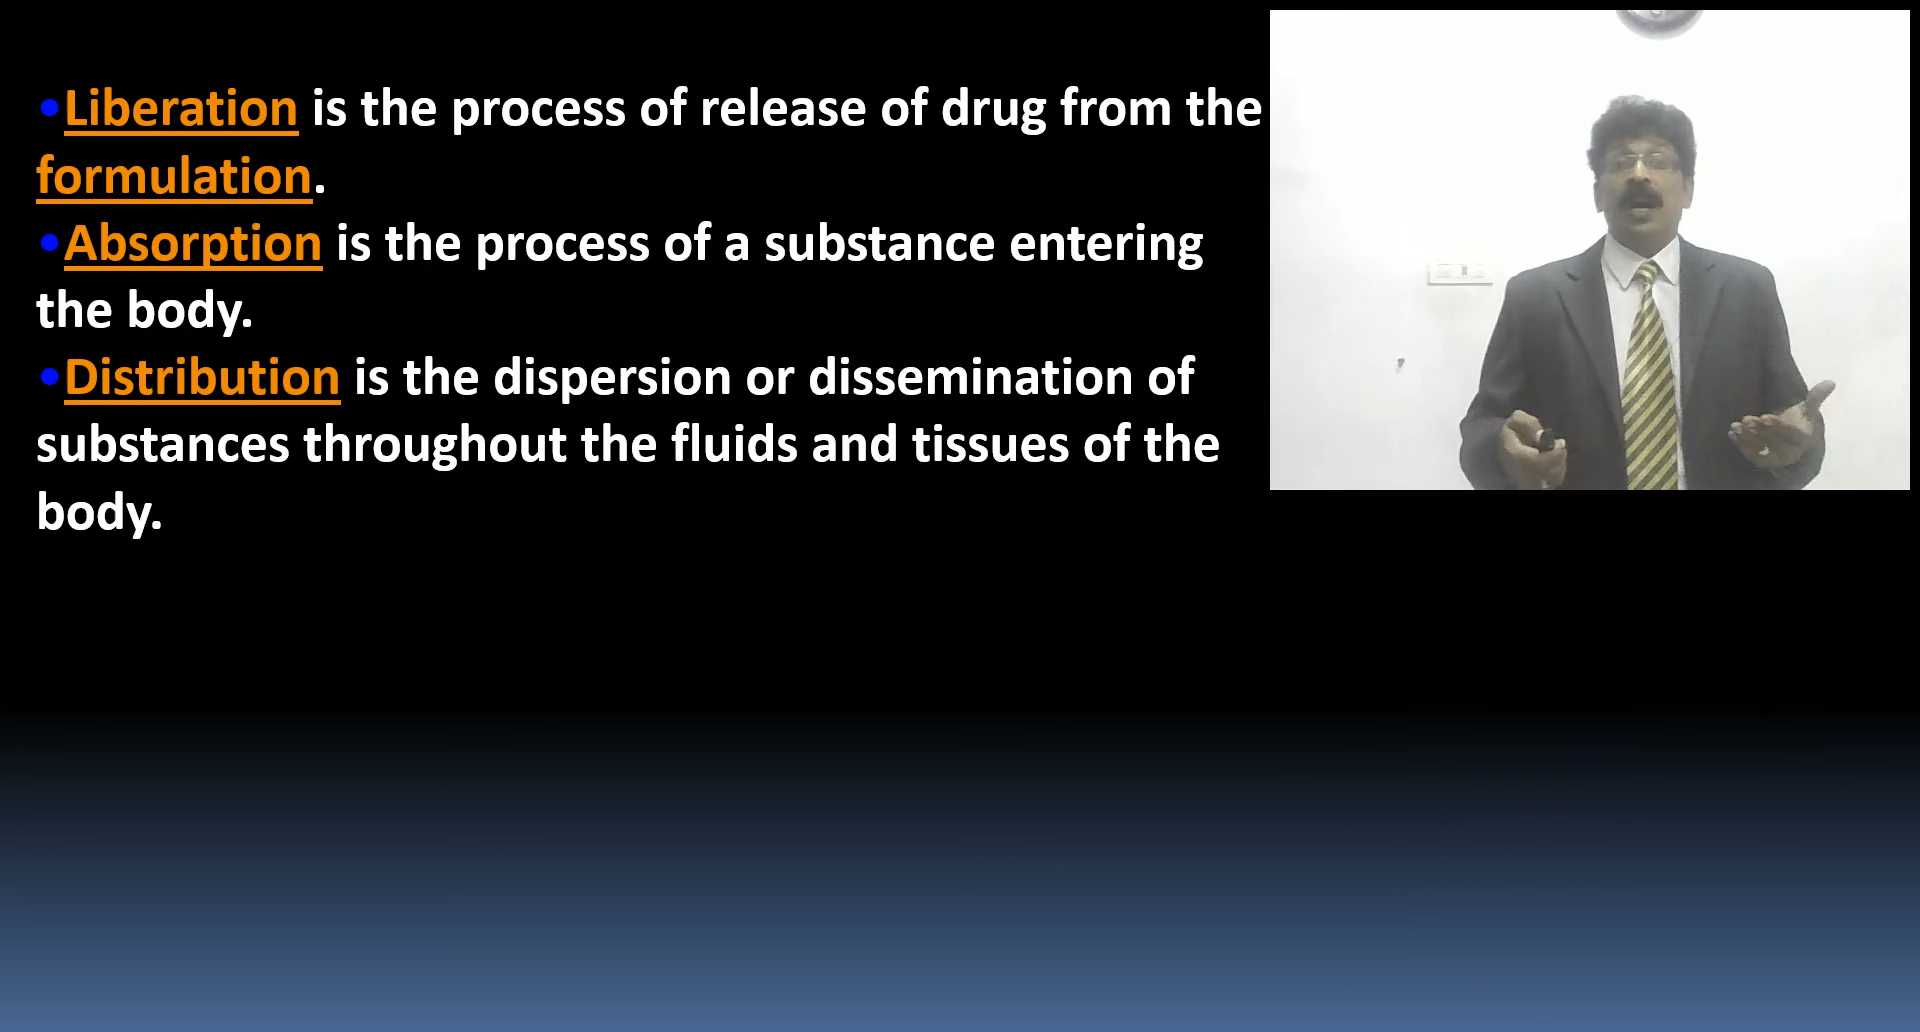 •Liberation is the process of release of drug from the
formulation.
•Absorption is the process of a substance entering
the body.
•Distribution is the dispersion or dissemination of
substances throughout the fluids and tissues of the
body.